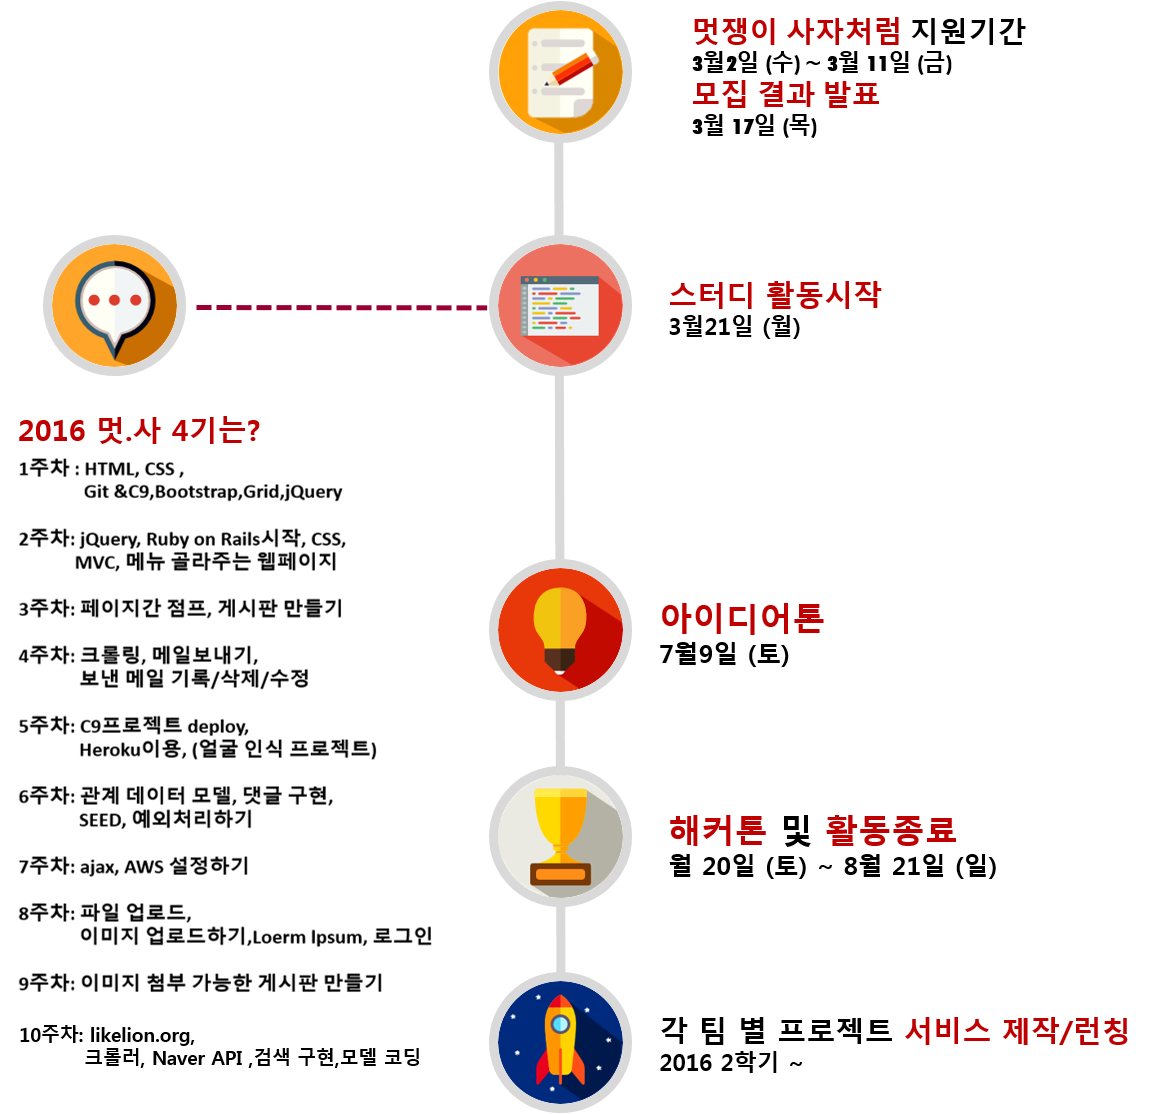 멋쟁이 사자처럼 지원기간
3월2일 (수) ~ 3월 11일 (금)
모집 결과 발표
3월 17일 (목)
스터디 활동시작
3월21일 (월)
2016 멋.사 4기는?
1주차 : HTML, CSS ,
Git &C9,Bootstrap,Grid,jQuery
2주차: jQuery, Ruby on Rails시작, CSS,
MVC, 메뉴 골라주는 웹페이지
3주차: 페이지간 점프, 게시판 만들기
4주차: 크롤링, 메일보내기,
보낸 메일 기록/삭제/수정
5주차: C9프로젝트 deploy,
Heroku이용, (얼굴 인식 프로젝트)
6주차: 관계 데이터 모델, 댓글 구현,
SEED, 예외처리하기
7주차: ajax, AWS 설정하기
8주차: 파일 업로드,
이미지 업로드하기,Loerm Ipsum, 로그인
9주차: 이미지 첨부 가능한 게시판 만들기
10주차: likelion.org,
크롤러, Naver API ,검색 구현,모델 코딩
아이디어톤
7월9일 (토)
해커톤 및 활동종료
월 20일 (토) ~ 8월 21일 (일)
각 팀 별 프로젝트 서비스 제작/런칭
2016 2학기 ~